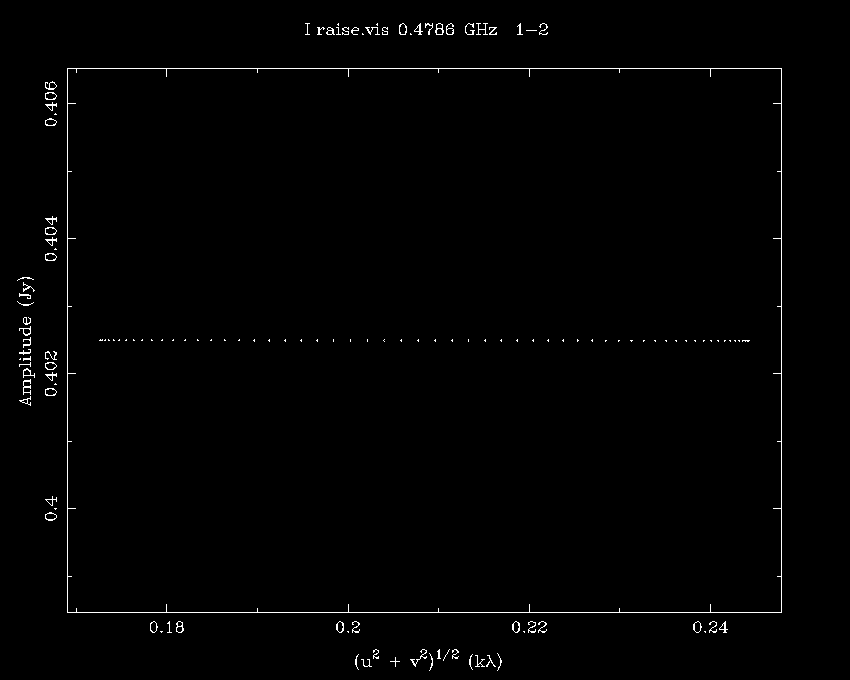 I raise.vis 0.4786 GHz 1-2
0.406
0.404
0.402
0.4
Amplitude (Jy)
0.18 0.2 0.22 0.24
(u² + v²)^1/2 (kλ)